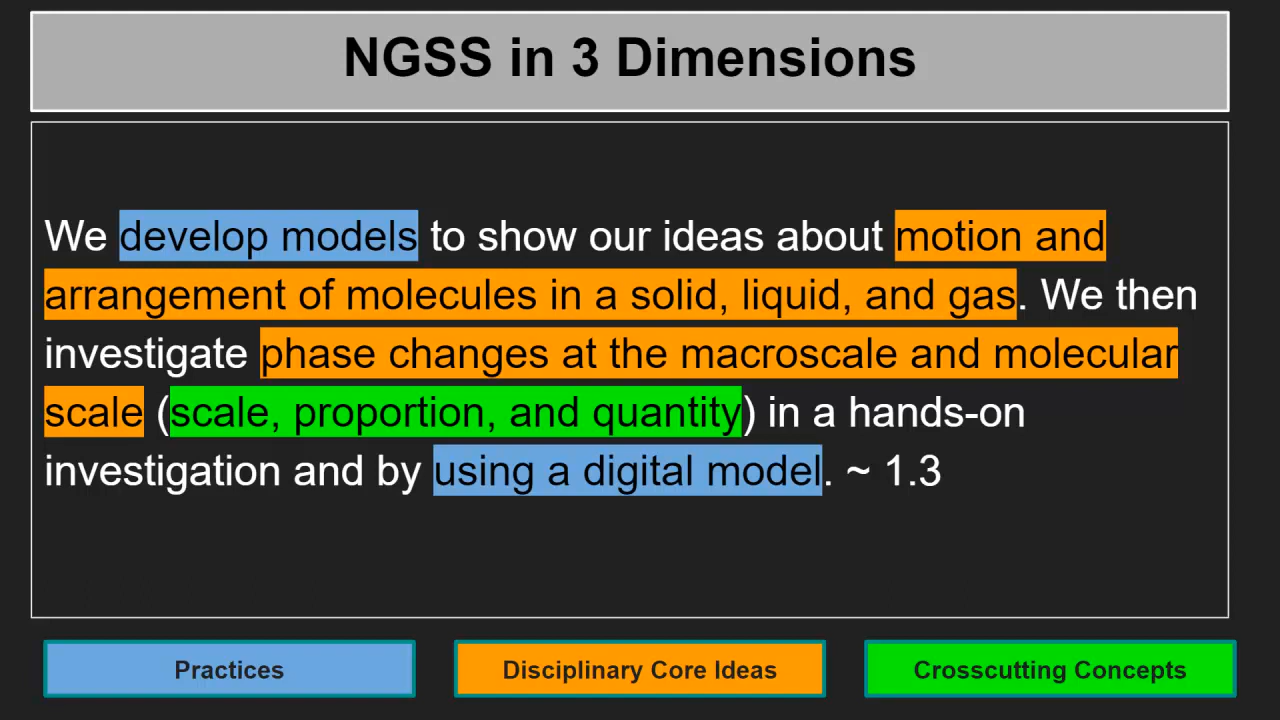 NGSS in 3 Dimensions
We develop models to show our ideas about motion and
arrangement of molecules in a solid, liquid, and gas. We then
investigate phase changes at the macroscale and molecular
scale (scale, proportion, and quantity) in a hands-on
investigation and by using a digital model. ~ 1.3
Practices
Disciplinary Core Ideas
Crosscutting Concepts